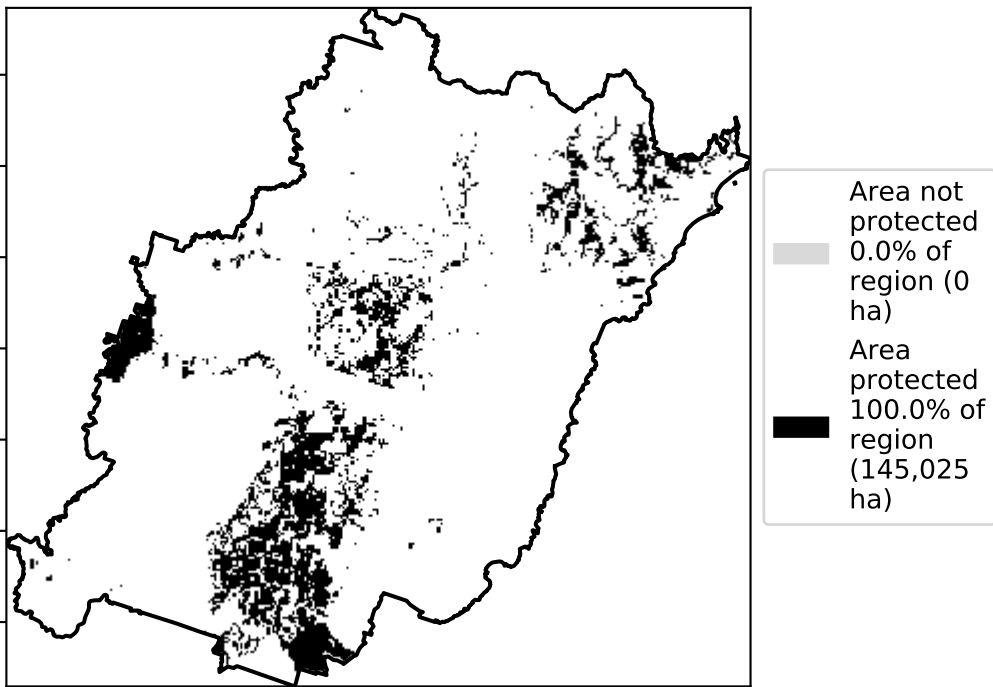 Area not
protected
0.0% of
region (0
ha)
Area
protected
100.0% of
region
(145,025
ha)